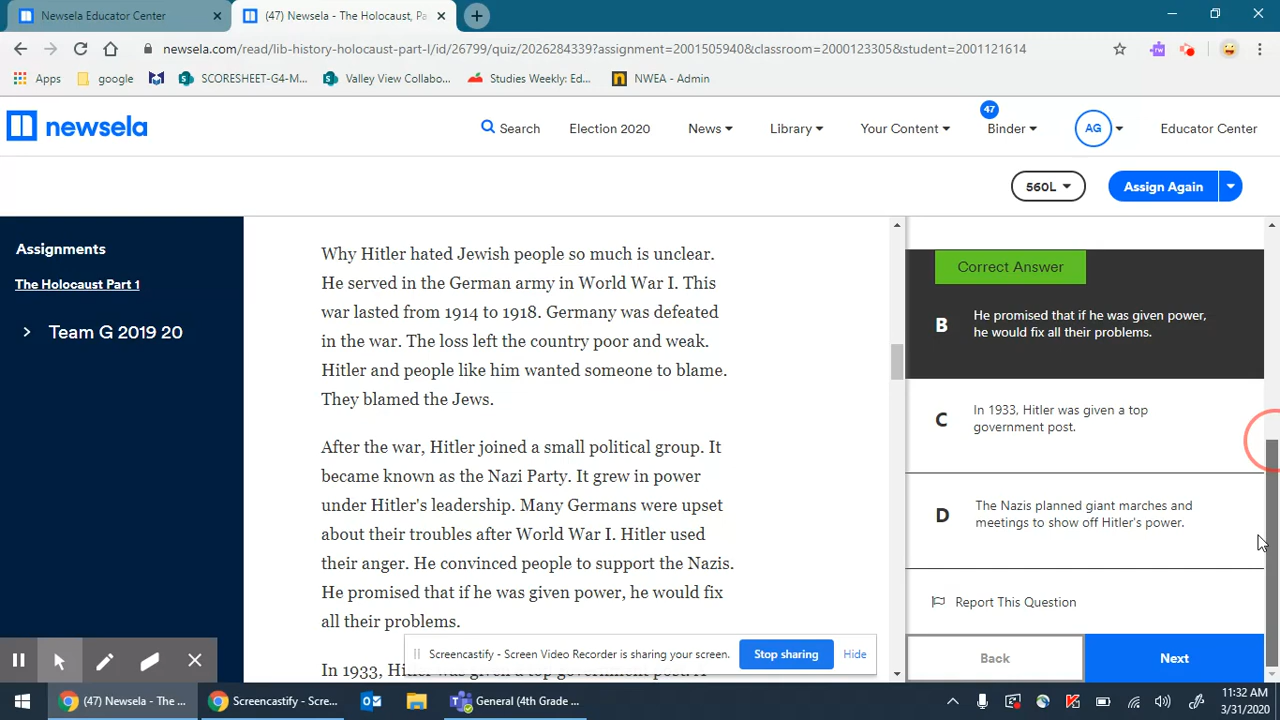 Newsela Educator Center
(47) Newsela - The Holocaust, Pa
newsela.com/read/lib-history-holocaust-part-I/id/26799/quiz/2026284339?assignment=2001505940&classroom=2000123305&student=2001121614
Apps
google
SCORESHEET-G4-M...
Valley View Collabo...
Studies Weekly: Ed...
NWEA - Admin
newsela
Search
Election 2020
News
Library
Your Content
47
Binder
AG
Educator Center
560L
Assign Again
Assignments
The Holocaust Part 1
Team G 2019 20
Why Hitler hated Jewish people so much is unclear.
He served in the German army in World War I. This
war lasted from 1914 to 1918. Germany was defeated
in the war. The loss left the country poor and weak.
Hitler and people like him wanted someone to blame.
They blamed the Jews.
After the war, Hitler joined a small political group. It
became known as the Nazi Party. It grew in power
under Hitler's leadership. Many Germans were upset
about their troubles after World War I. Hitler used
their anger. He convinced people to support the Nazis.
He promised that if he was given power, he would fix
all their problems.
In 1933, Hitler was given a top government post. A
Correct Answer
B
He promised that if he was given power,
he would fix all their problems.
C
In 1933, Hitler was given a top
government post.
D
The Nazis planned giant marches and
meetings to show off Hitler's power.
Report This Question
Back
Next
Screencastify - Screen Video Recorder is sharing your screen.
Stop sharing
Hide
(47) Newsela - The ...
Screencastify - Scre...
General (4th Grade ...
11:32 AM
3/31/2020